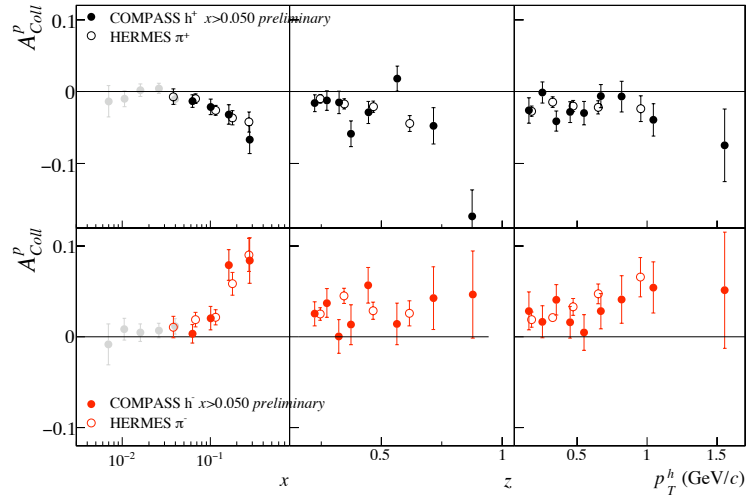 A^p_Coll
0.1
0
−0.1
COMPASS h⁺ x>0.050 preliminary
HERMES π⁺
A^p_Coll
0.1
0
-0.1
COMPASS h⁻ x>0.050 preliminary
HERMES π⁻
10⁻² 10⁻¹ 0.5 1 0.5 1 1.5
x z p_T^h (GeV/c)